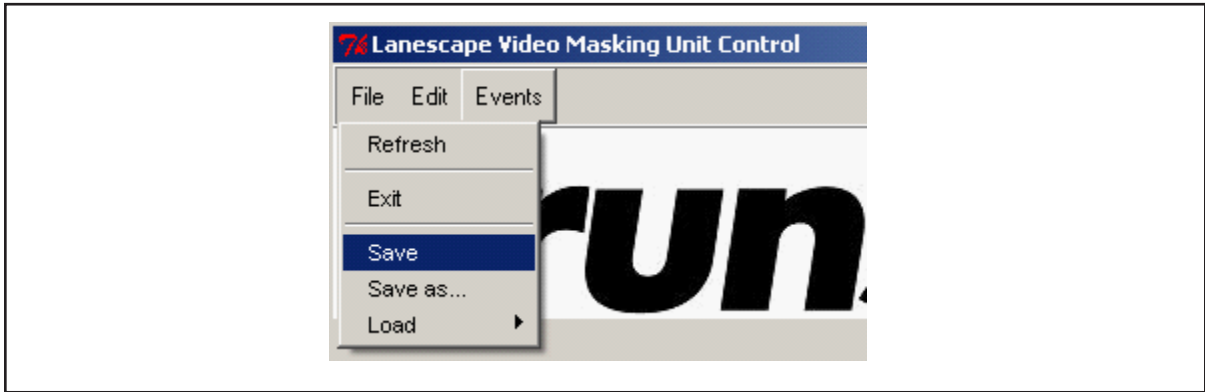 Lanescape Video Masking Unit Control
File Edit Events
Refresh
Exit
Save
Save as...
Load
run